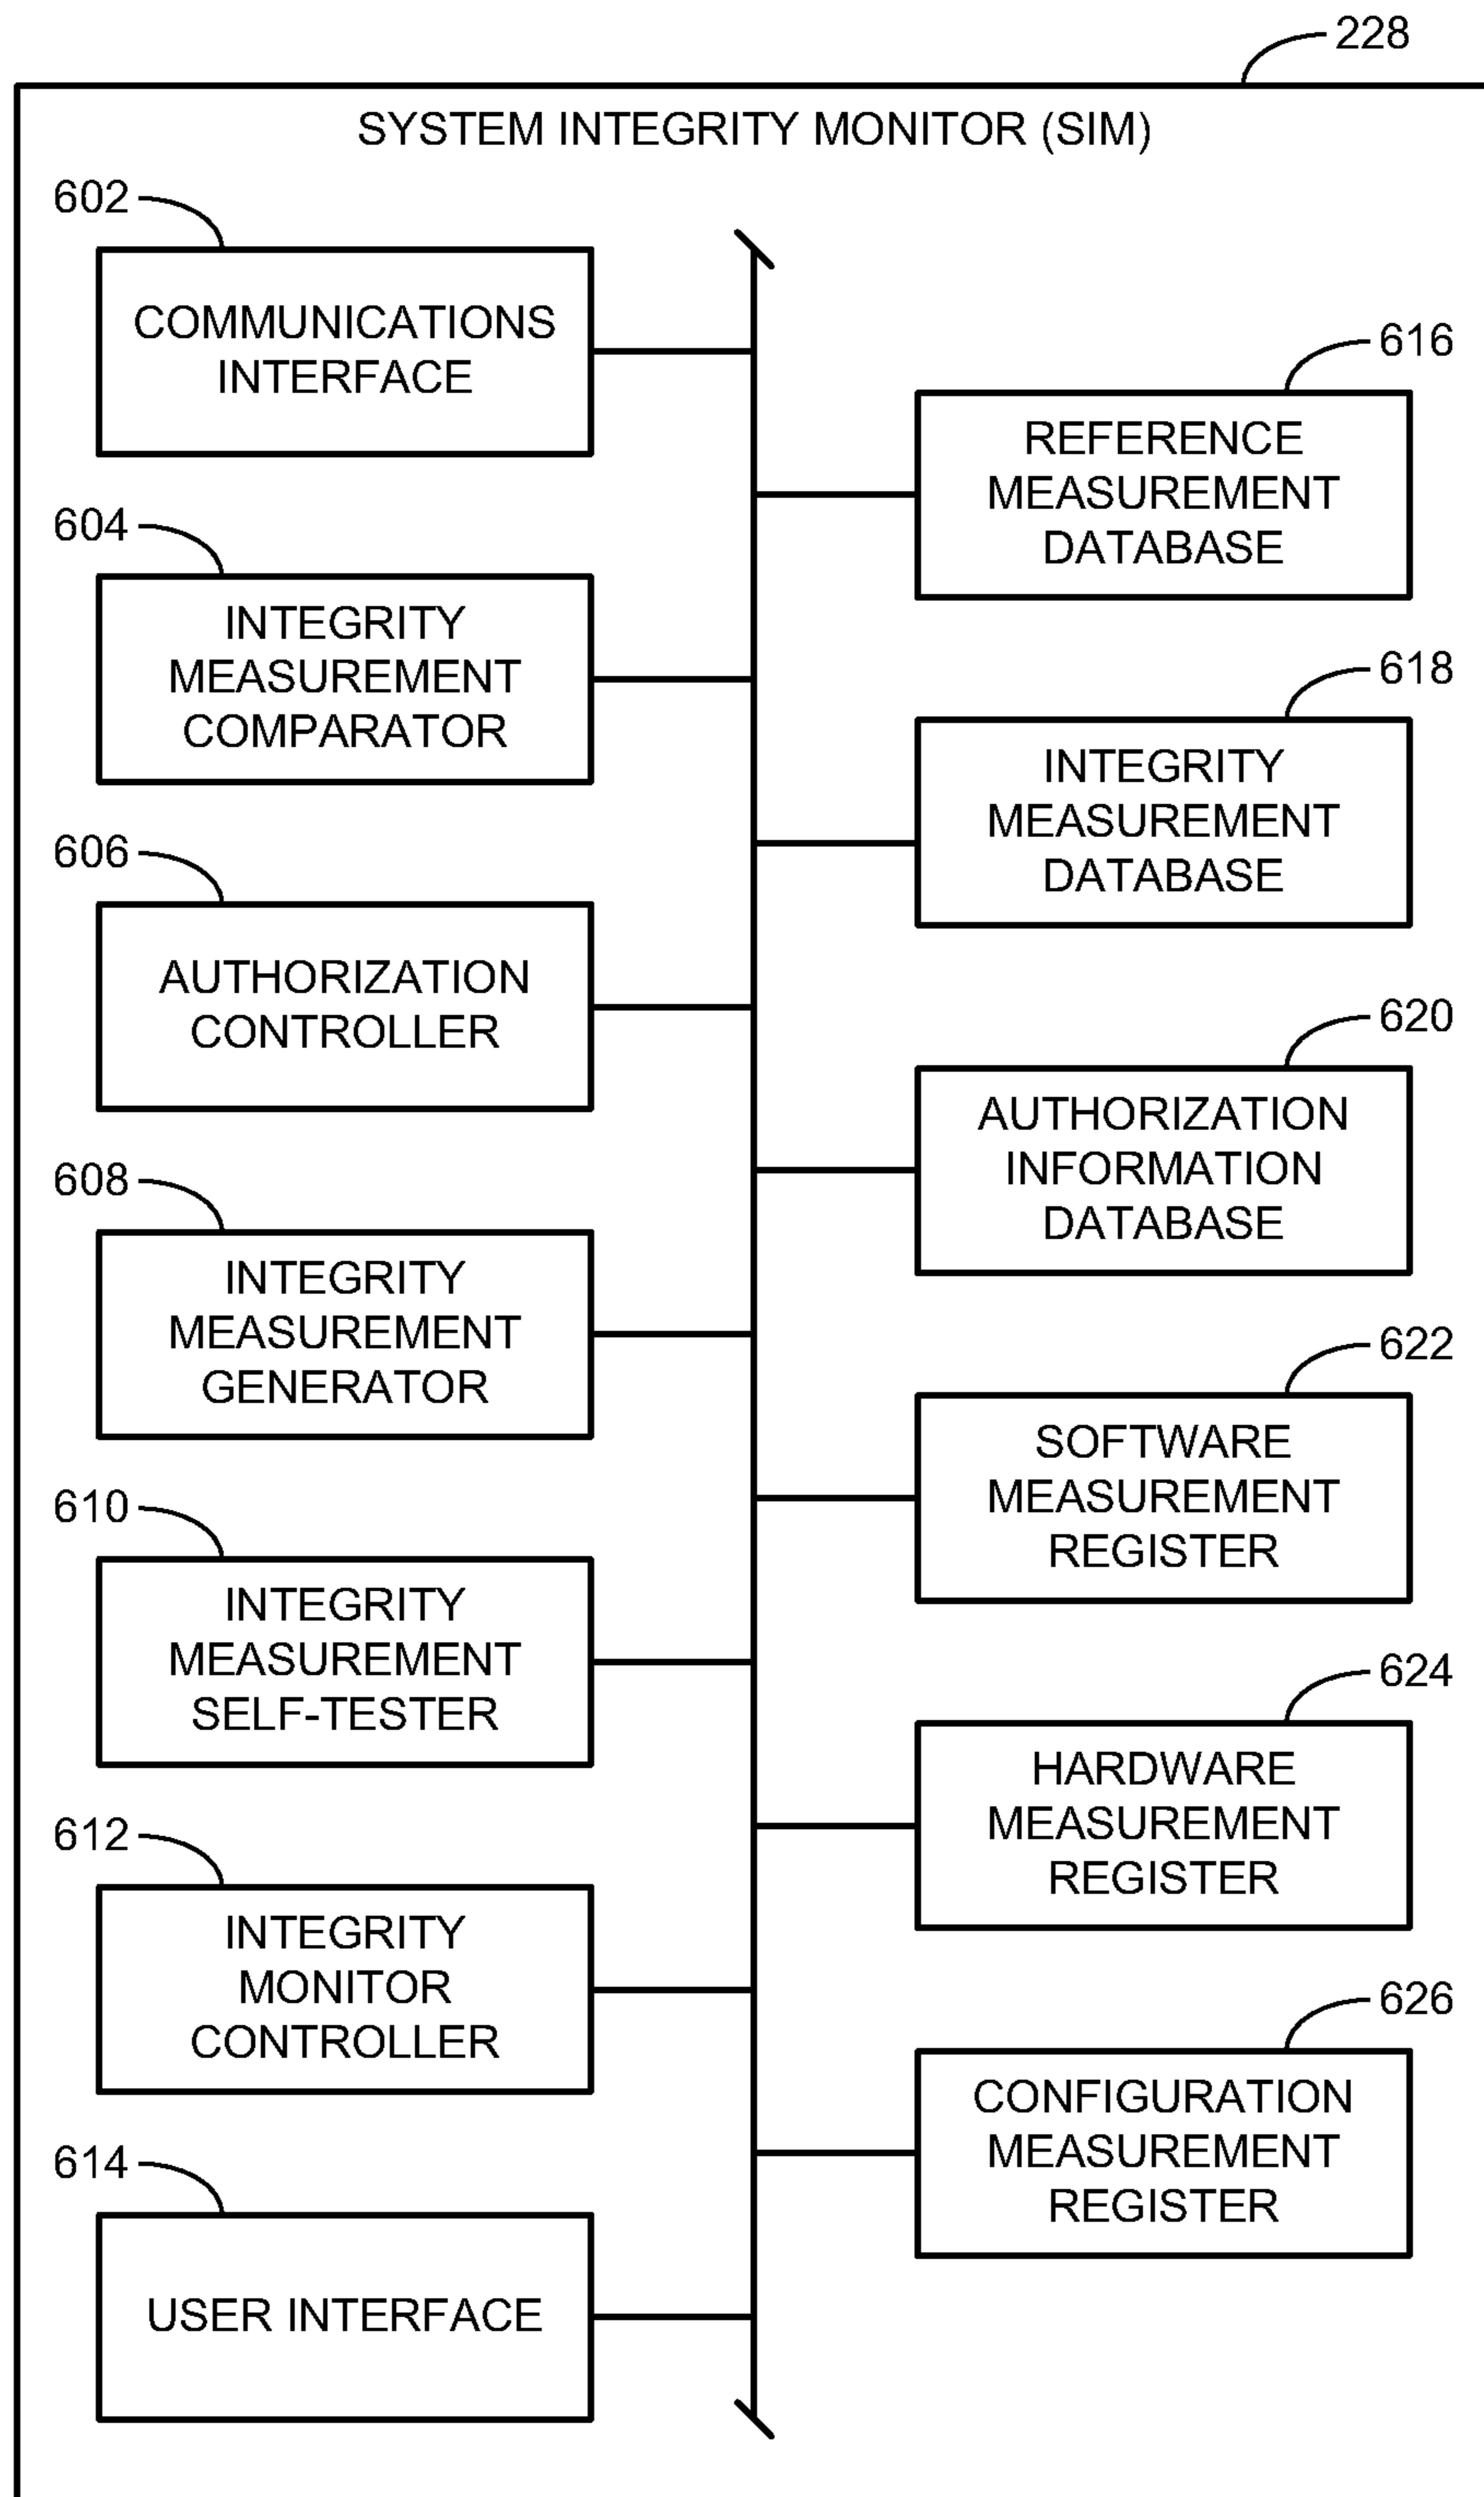 228
SYSTEM INTEGRITY MONITOR (SIM)
602
COMMUNICATIONS
INTERFACE
604
INTEGRITY
MEASUREMENT
COMPARATOR
606
AUTHORIZATION
CONTROLLER
608
INTEGRITY
MEASUREMENT
GENERATOR
610
INTEGRITY
MEASUREMENT
SELF-TESTER
612
INTEGRITY
MONITOR
CONTROLLER
614
USER INTERFACE
616
REFERENCE
MEASUREMENT
DATABASE
618
INTEGRITY
MEASUREMENT
DATABASE
620
AUTHORIZATION
INFORMATION
DATABASE
622
SOFTWARE
MEASUREMENT
REGISTER
624
HARDWARE
MEASUREMENT
REGISTER
626
CONFIGURATION
MEASUREMENT
REGISTER